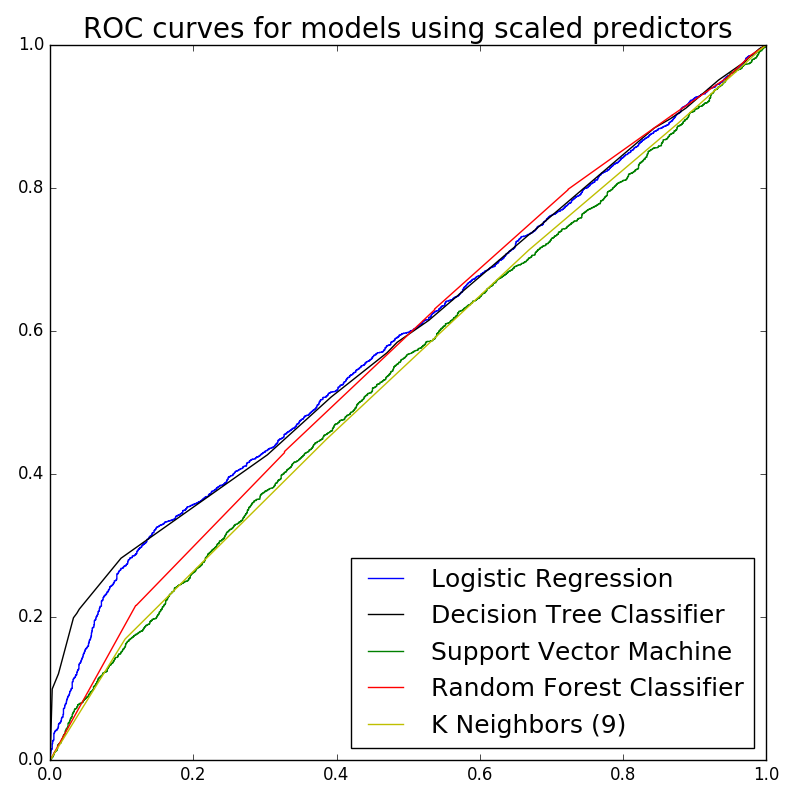 ROC curves for models using scaled predictors
1.0
0.8
0.6
0.4
0.2
0.0
Logistic Regression
Decision Tree Classifier
Support Vector Machine
Random Forest Classifier
K Neighbors (9)
0.0 0.2 0.4 0.6 0.8 1.0